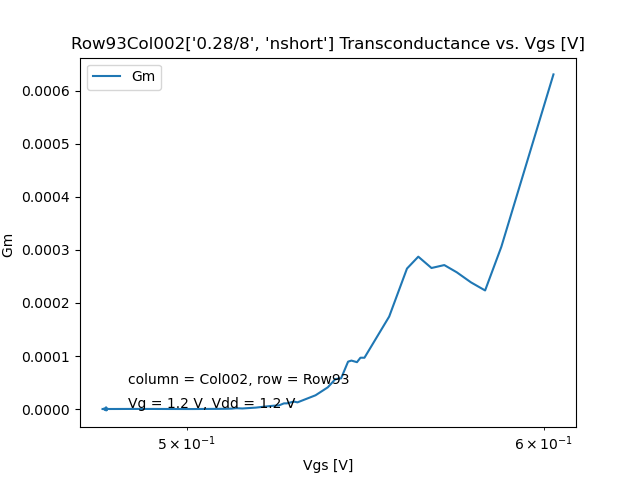 Row93Col002['0.28/8', 'nshort'] Transconductance vs. Vgs [V]
Gm
0.0006
0.0005
0.0004
0.0003
0.0002
0.0001
0.0000
Gm
column = Col002, row = Row93
Vg = 1.2 V, Vdd = 1.2 V
5 × 10⁻¹
6 × 10⁻¹
Vgs [V]